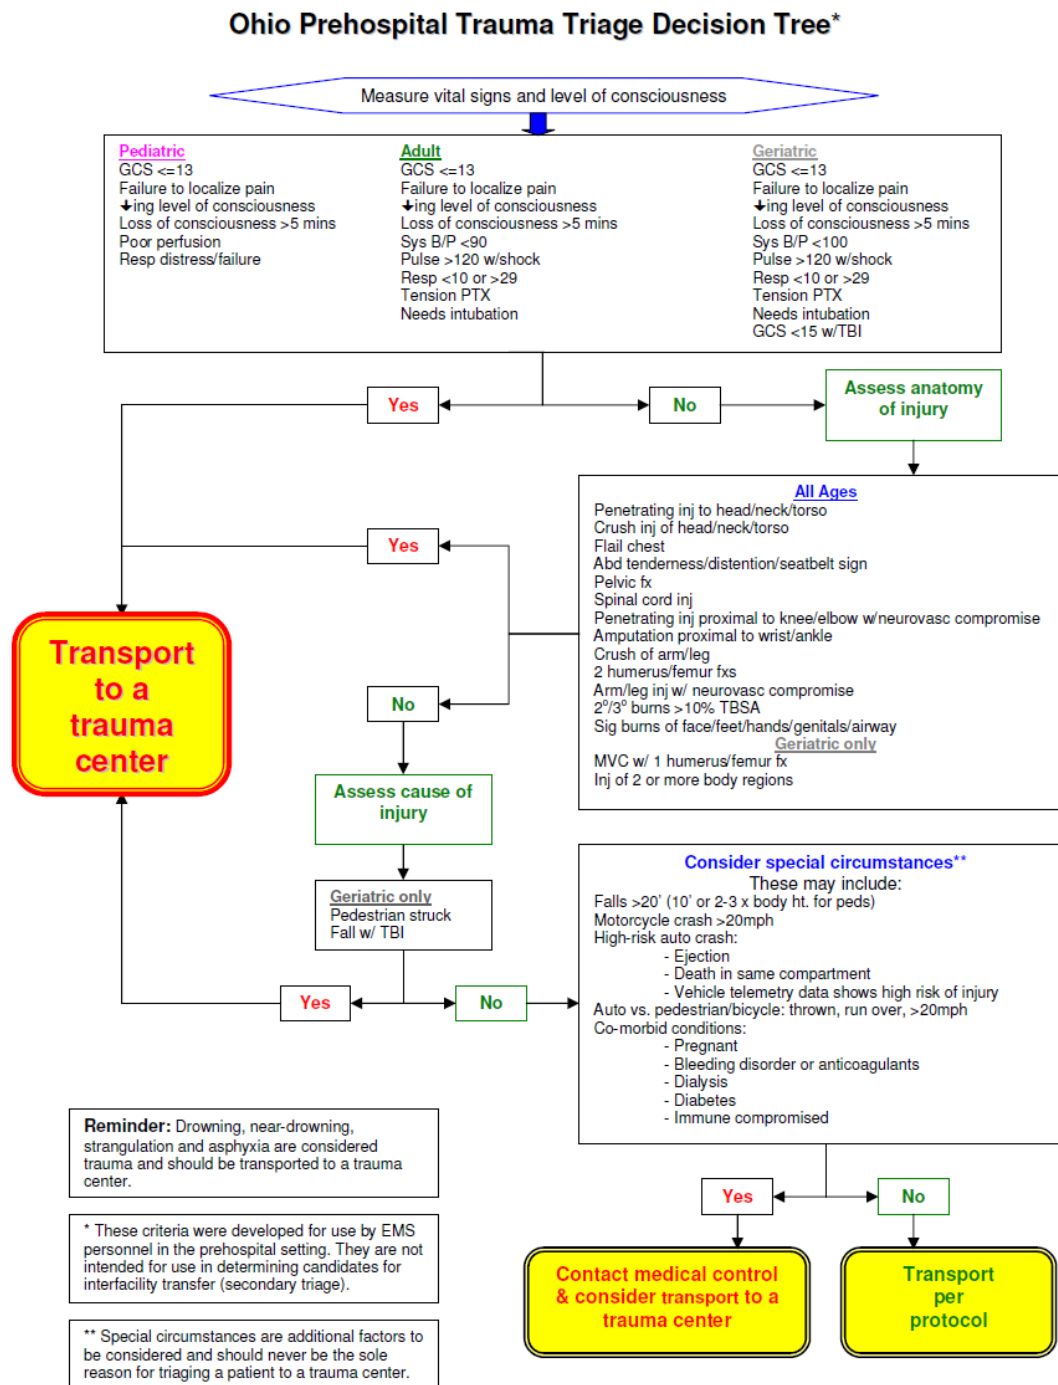 Ohio Prehospital Trauma Triage Decision Tree*
Measure vital signs and level of consciousness
Pediatric
GCS <=13
Failure to localize pain
🡻ing level of consciousness
Loss of consciousness >5 mins
Poor perfusion
Resp distress/failure
Adult
GCS <=13
Failure to localize pain
🡻ing level of consciousness
Loss of consciousness >5 mins
Sys B/P <90
Pulse >120 w/shock
Resp <10 or >29
Tension PTX
Needs intubation
Geriatric
GCS <=13
Failure to localize pain
🡻ing level of consciousness
Loss of consciousness >5 mins
Sys B/P <100
Pulse >120 w/shock
Resp <10 or >29
Tension PTX
Needs intubation
GCS <15 w/TBI
Yes
No
Assess anatomy
of injury
All Ages
Penetrating inj to head/neck/torso
Crush inj of head/neck/torso
Flail chest
Abd tenderness/distention/seatbelt sign
Pelvic fx
Spinal cord inj
Penetrating inj proximal to knee/elbow w/neurovasc compromise
Amputation proximal to wrist/ankle
Crush of arm/leg
2 humerus/femur fxs
Arm/leg inj w/ neurovasc compromise
2°/3° burns >10% TBSA
Sig burns of face/feet/hands/genitals/airway
Geriatric only
MVC w/ 1 humerus/femur fx
Inj of 2 or more body regions
Yes
Transport
to a
trauma
center
No
Assess cause of
injury
Geriatric only
Pedestrian struck
Fall w/ TBI
Yes
No
Consider special circumstances**
These may include:
Falls >20' (10' or 2-3 x body ht. for peds)
Motorcycle crash >20mph
High-risk auto crash:
- Ejection
- Death in same compartment
- Vehicle telemetry data shows high risk of injury
Auto vs. pedestrian/bicycle: thrown, run over, >20mph
Co-morbid conditions:
- Pregnant
- Bleeding disorder or anticoagulants
- Dialysis
- Diabetes
- Immune compromised
Yes
No
Contact medical control
& consider transport to a
trauma center
Transport
per
protocol
Reminder: Drowning, near-drowning,
strangulation and asphyxia are considered
trauma and should be transported to a trauma
center.
* These criteria were developed for use by EMS
personnel in the prehospital setting. They are not
intended for use in determining candidates for
interfacility transfer (secondary triage).
** Special circumstances are additional factors to
be considered and should never be the sole
reason for triaging a patient to a trauma center.